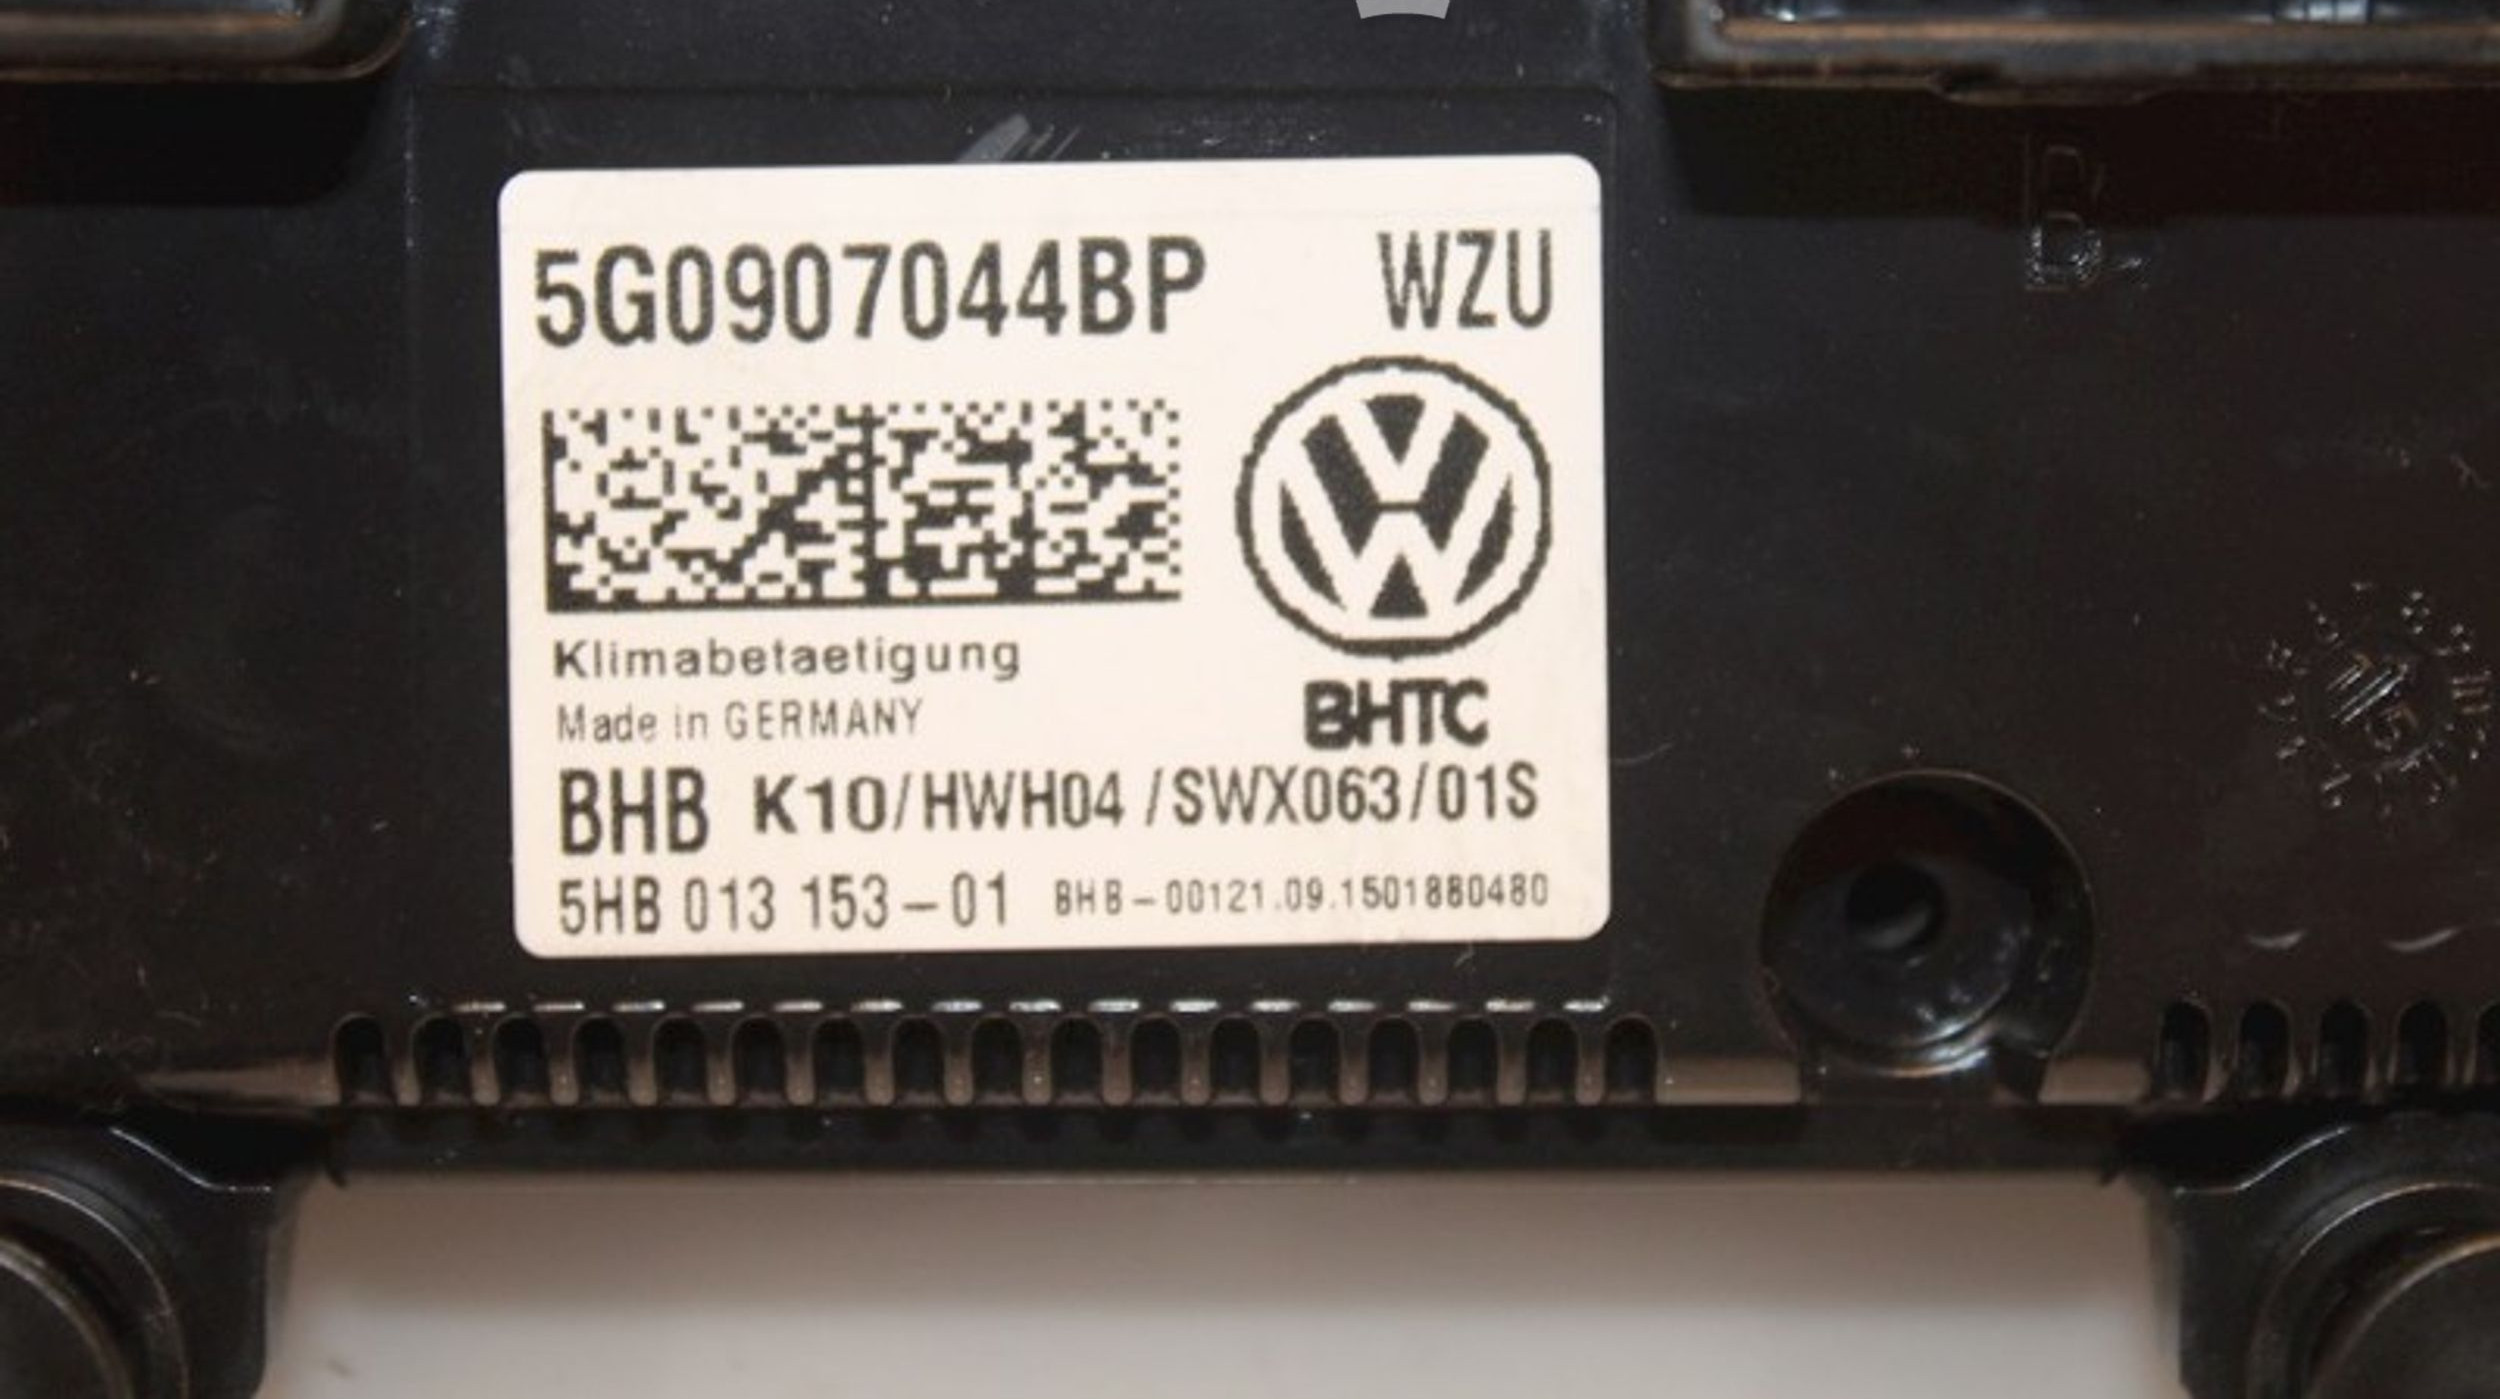 5G0907044BP WZU
Klimabetaetigung
Made in GERMANY
BHTC
BHB K10/HWH04 /SWX063/01S
5HB 013 153-01 BHB-00121.09.1501880480